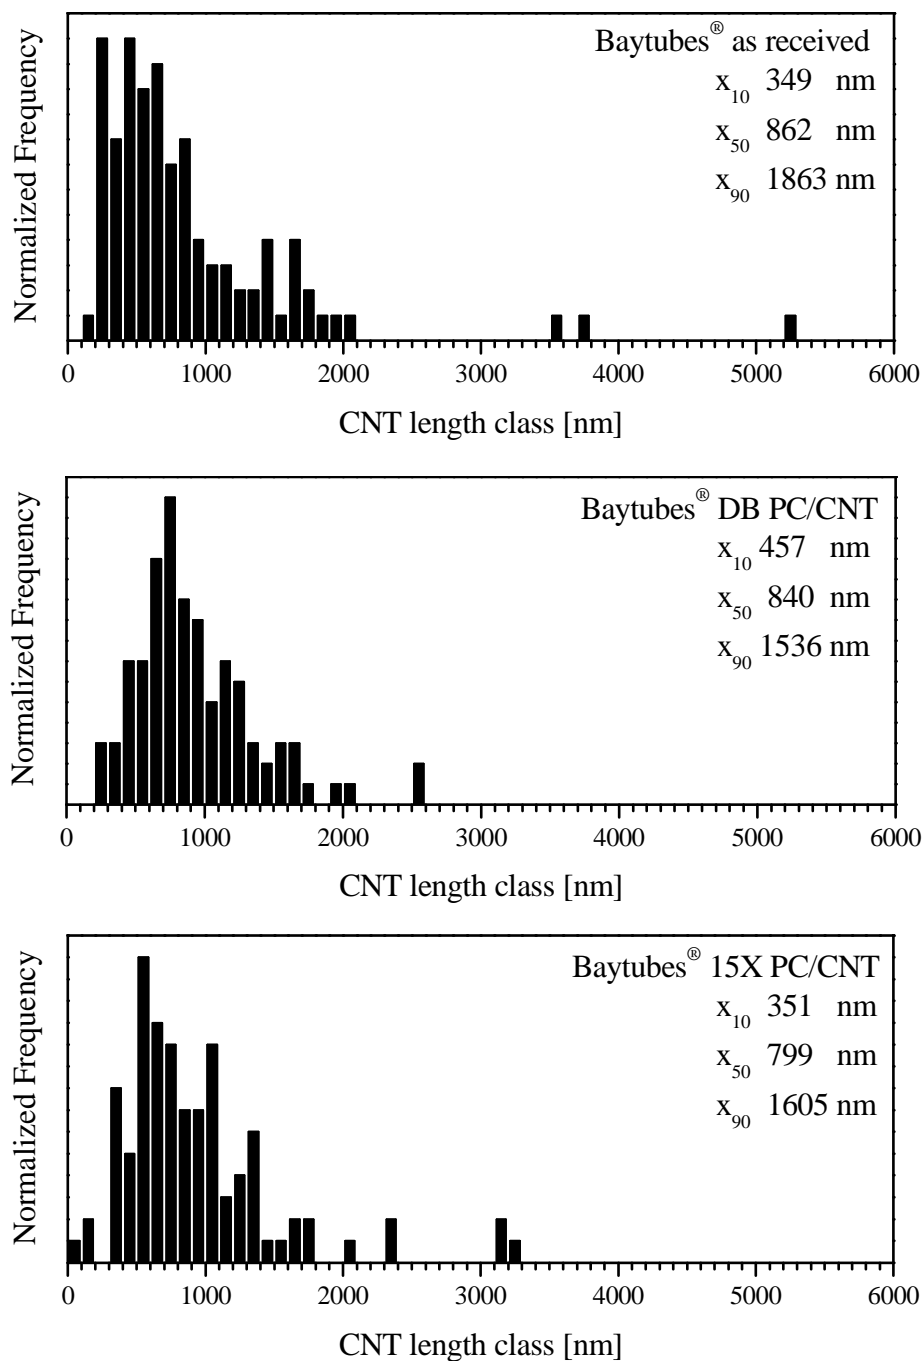 Normalized Frequency
Baytubes® as received
x10 349 nm
x50 862 nm
x90 1863 nm
0 1000 2000 3000 4000 5000 6000
CNT length class [nm]
Normalized Frequency
Baytubes® DB PC/CNT
x10 457 nm
x50 840 nm
x90 1536 nm
0 1000 2000 3000 4000 5000 6000
CNT length class [nm]
Normalized Frequency
Baytubes® 15X PC/CNT
x10 351 nm
x50 799 nm
x90 1605 nm
0 1000 2000 3000 4000 5000 6000
CNT length class [nm]